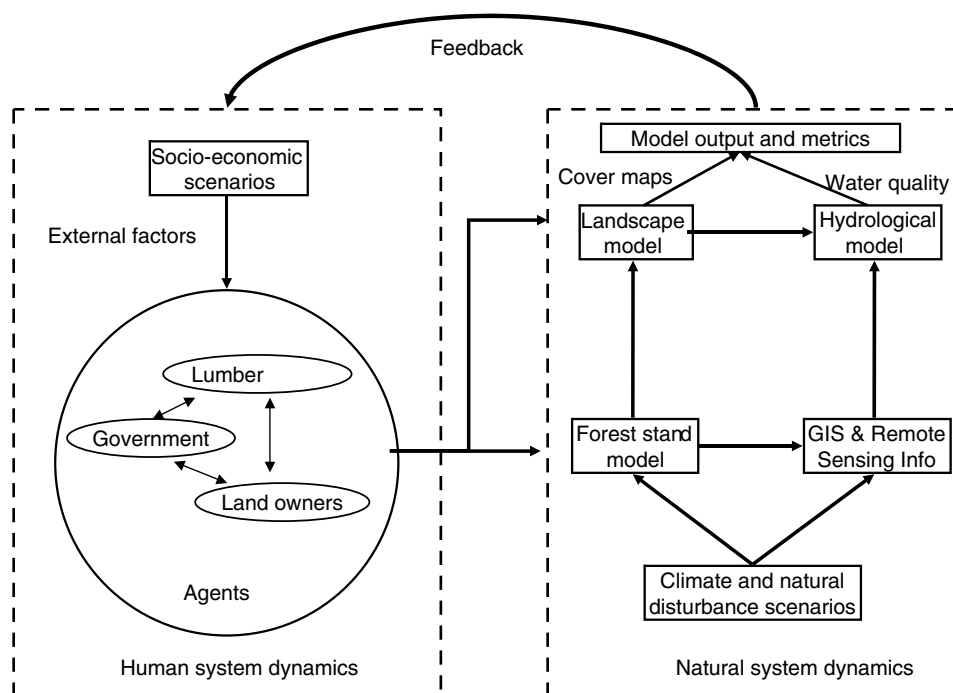 Feedback
Socio-economic
scenarios
External factors
Lumber
Government
Land owners
Agents
Human system dynamics
Model output and metrics
Cover maps
Water quality
Landscape
model
Hydrological
model
Forest stand
model
GIS & Remote
Sensing Info
Climate and natural
disturbance scenarios
Natural system dynamics